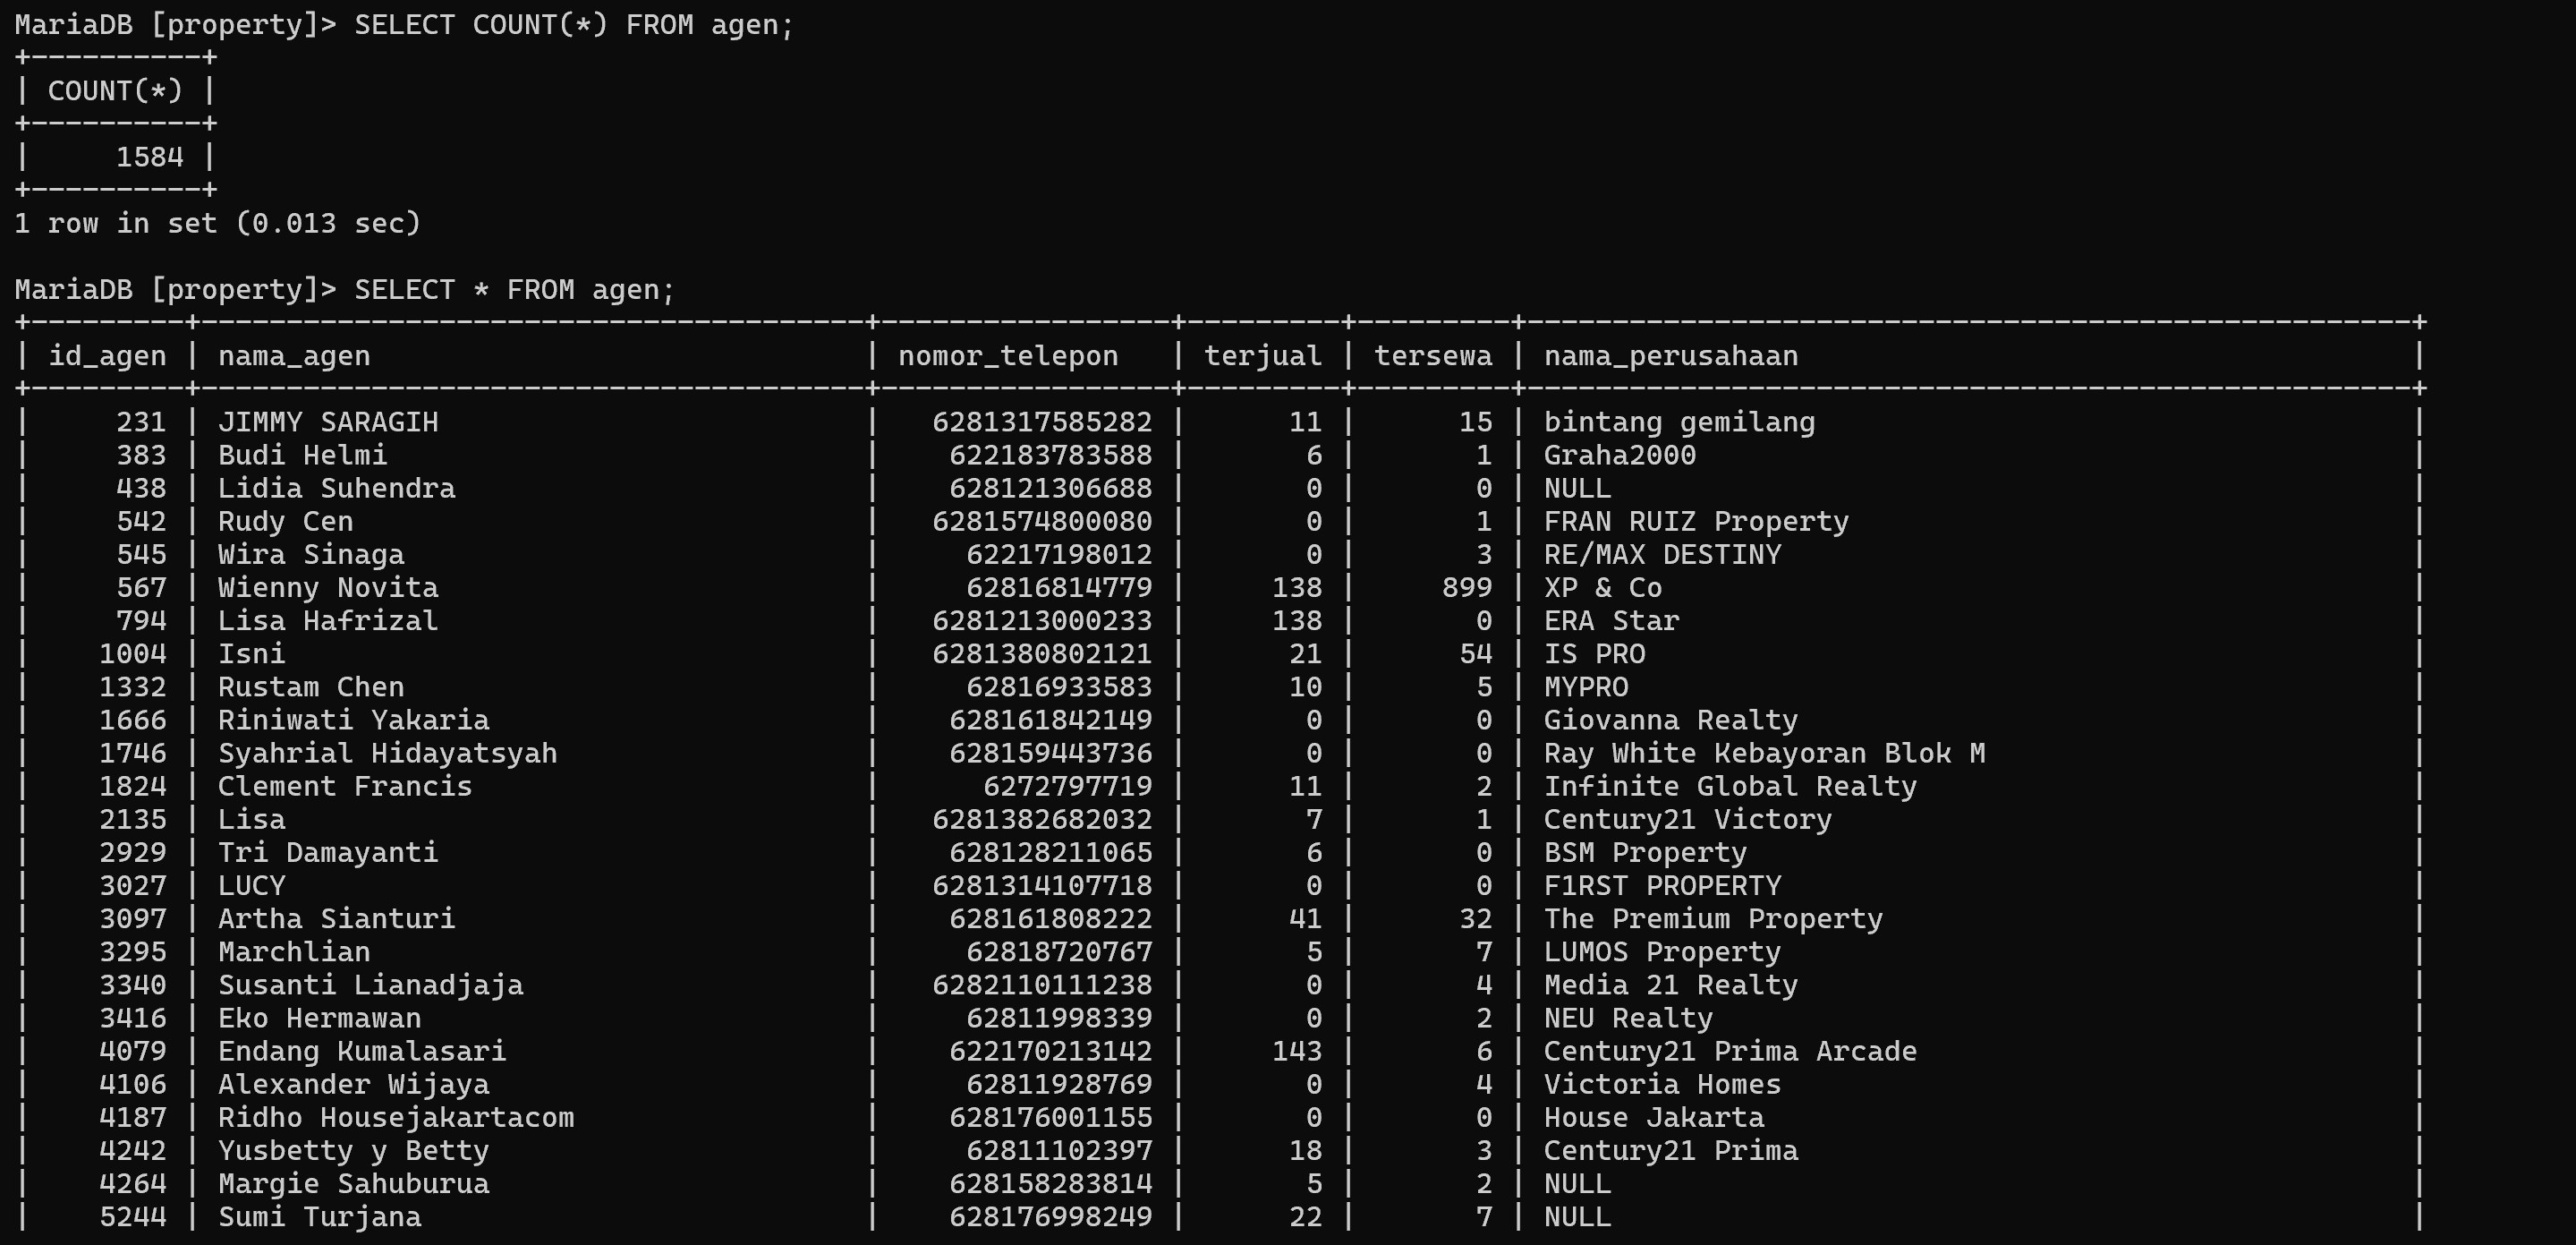 MariaDB [property]> SELECT COUNT(*) FROM agen;
+----------+
| COUNT(*) |
+----------+
|     1584 |
+----------+
1 row in set (0.013 sec)

MariaDB [property]> SELECT * FROM agen;
+---------+---------------------------------------+-----------------+---------+---------+----------------------------------------------------+
| id_agen | nama_agen                             | nomor_telepon   | terjual | tersewa | nama_perusahaan                                    |
+---------+---------------------------------------+-----------------+---------+---------+----------------------------------------------------+
|     231 | JIMMY SARAGIH                         |   6281317585282 |      11 |      15 | bintang gemilang                                   |
|     383 | Budi Helmi                            |    622183783588 |       6 |       1 | Graha2000                                          |
|     438 | Lidia Suhendra                        |    628121306688 |       0 |       0 | NULL                                               |
|     542 | Rudy Cen                              |   6281574800080 |       0 |       1 | FRAN RUIZ Property                                 |
|     545 | Wira Sinaga                           |     62217198012 |       0 |       3 | RE/MAX DESTINY                                     |
|     567 | Wienny Novita                         |     62816814779 |     138 |     899 | XP & Co                                            |
|     794 | Lisa Hafrizal                         |   6281213000233 |     138 |       0 | ERA Star                                           |
|    1004 | Isni                                  |   6281380802121 |      21 |      54 | IS PRO                                             |
|    1332 | Rustam Chen                           |     62816933583 |      10 |       5 | MYPRO                                              |
|    1666 | Riniwati Yakaria                      |    628161842149 |       0 |       0 | Giovanna Realty                                    |
|    1746 | Syahrial Hidayatsyah                  |    628159443736 |       0 |       0 | Ray White Kebayoran Blok M                         |
|    1824 | Clement Francis                       |      6272797719 |      11 |       2 | Infinite Global Realty                             |
|    2135 | Lisa                                  |   6281382682032 |       7 |       1 | Century21 Victory                                  |
|    2929 | Tri Damayanti                         |    628128211065 |       6 |       0 | BSM Property                                       |
|    3027 | LUCY                                  |   6281314107718 |       0 |       0 | F1RST PROPERTY                                     |
|    3097 | Artha Sianturi                        |    628161808222 |      41 |      32 | The Premium Property                               |
|    3295 | Marchlian                             |     62818720767 |       5 |       7 | LUMOS Property                                     |
|    3340 | Susanti Lianadjaja                    |   6282110111238 |       0 |       4 | Media 21 Realty                                    |
|    3416 | Eko Hermawan                          |     62811998339 |       0 |       2 | NEU Realty                                         |
|    4079 | Endang Kumalasari                     |    622170213142 |     143 |       6 | Century21 Prima Arcade                             |
|    4106 | Alexander Wijaya                      |     62811928769 |       0 |       4 | Victoria Homes                                     |
|    4187 | Ridho Housejakartacom                 |    628176001155 |       0 |       0 | House Jakarta                                      |
|    4242 | Yusbetty y Betty                      |     62811102397 |      18 |       3 | Century21 Prima                                    |
|    4264 | Margie Sahuburua                      |    628158283814 |       5 |       2 | NULL                                               |
|    5244 | Sumi Turjana                          |    628176998249 |      22 |       7 | NULL                                               |